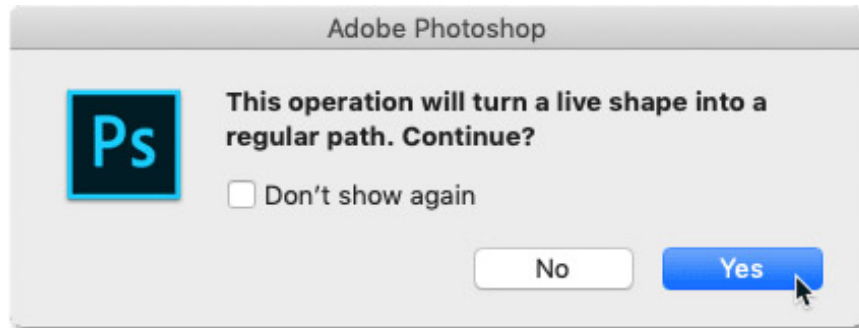 Adobe Photoshop
Ps
This operation will turn a live shape into a
regular path. Continue?
Don't show again
No
Yes